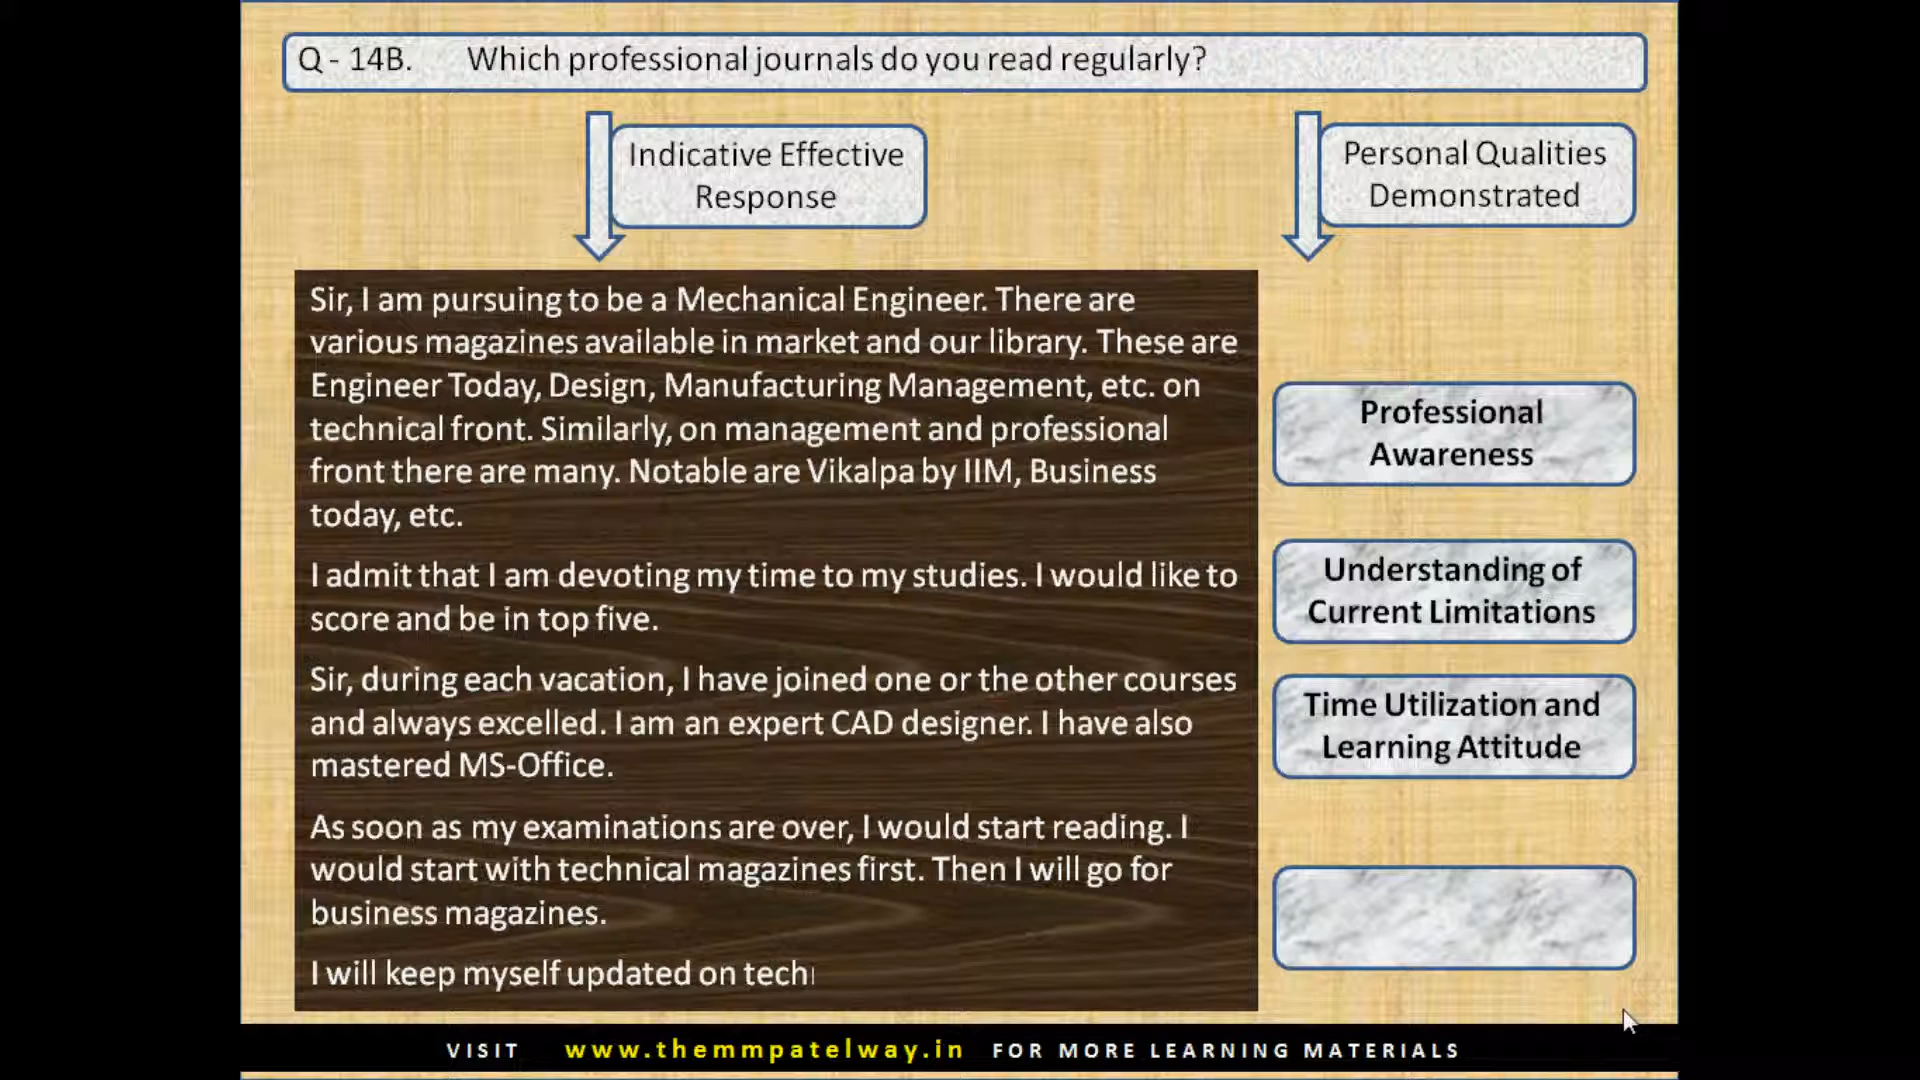 Q - 14B. Which professional journals do you read regularly?
Indicative Effective
Response
Personal Qualities
Demonstrated
Sir, I am pursuing to be a Mechanical Engineer. There are
various magazines available in market and our library. These are
Engineer Today, Design, Manufacturing Management, etc. on
technical front. Similarly, on management and professional
front there are many. Notable are Vikalpa by IIM, Business
today, etc.
I admit that I am devoting my time to my studies. I would like to
score and be in top five.
Sir, during each vacation, I have joined one or the other courses
and always excelled. I am an expert CAD designer. I have also
mastered MS-Office.
As soon as my examinations are over, I would start reading. I
would start with technical magazines first. Then I will go for
business magazines.
I will keep myself updated on tech
Professional
Awareness
Understanding of
Current Limitations
Time Utilization and
Learning Attitude
VISIT www.themmpatelway.in FOR MORE LEARNING MATERIALS